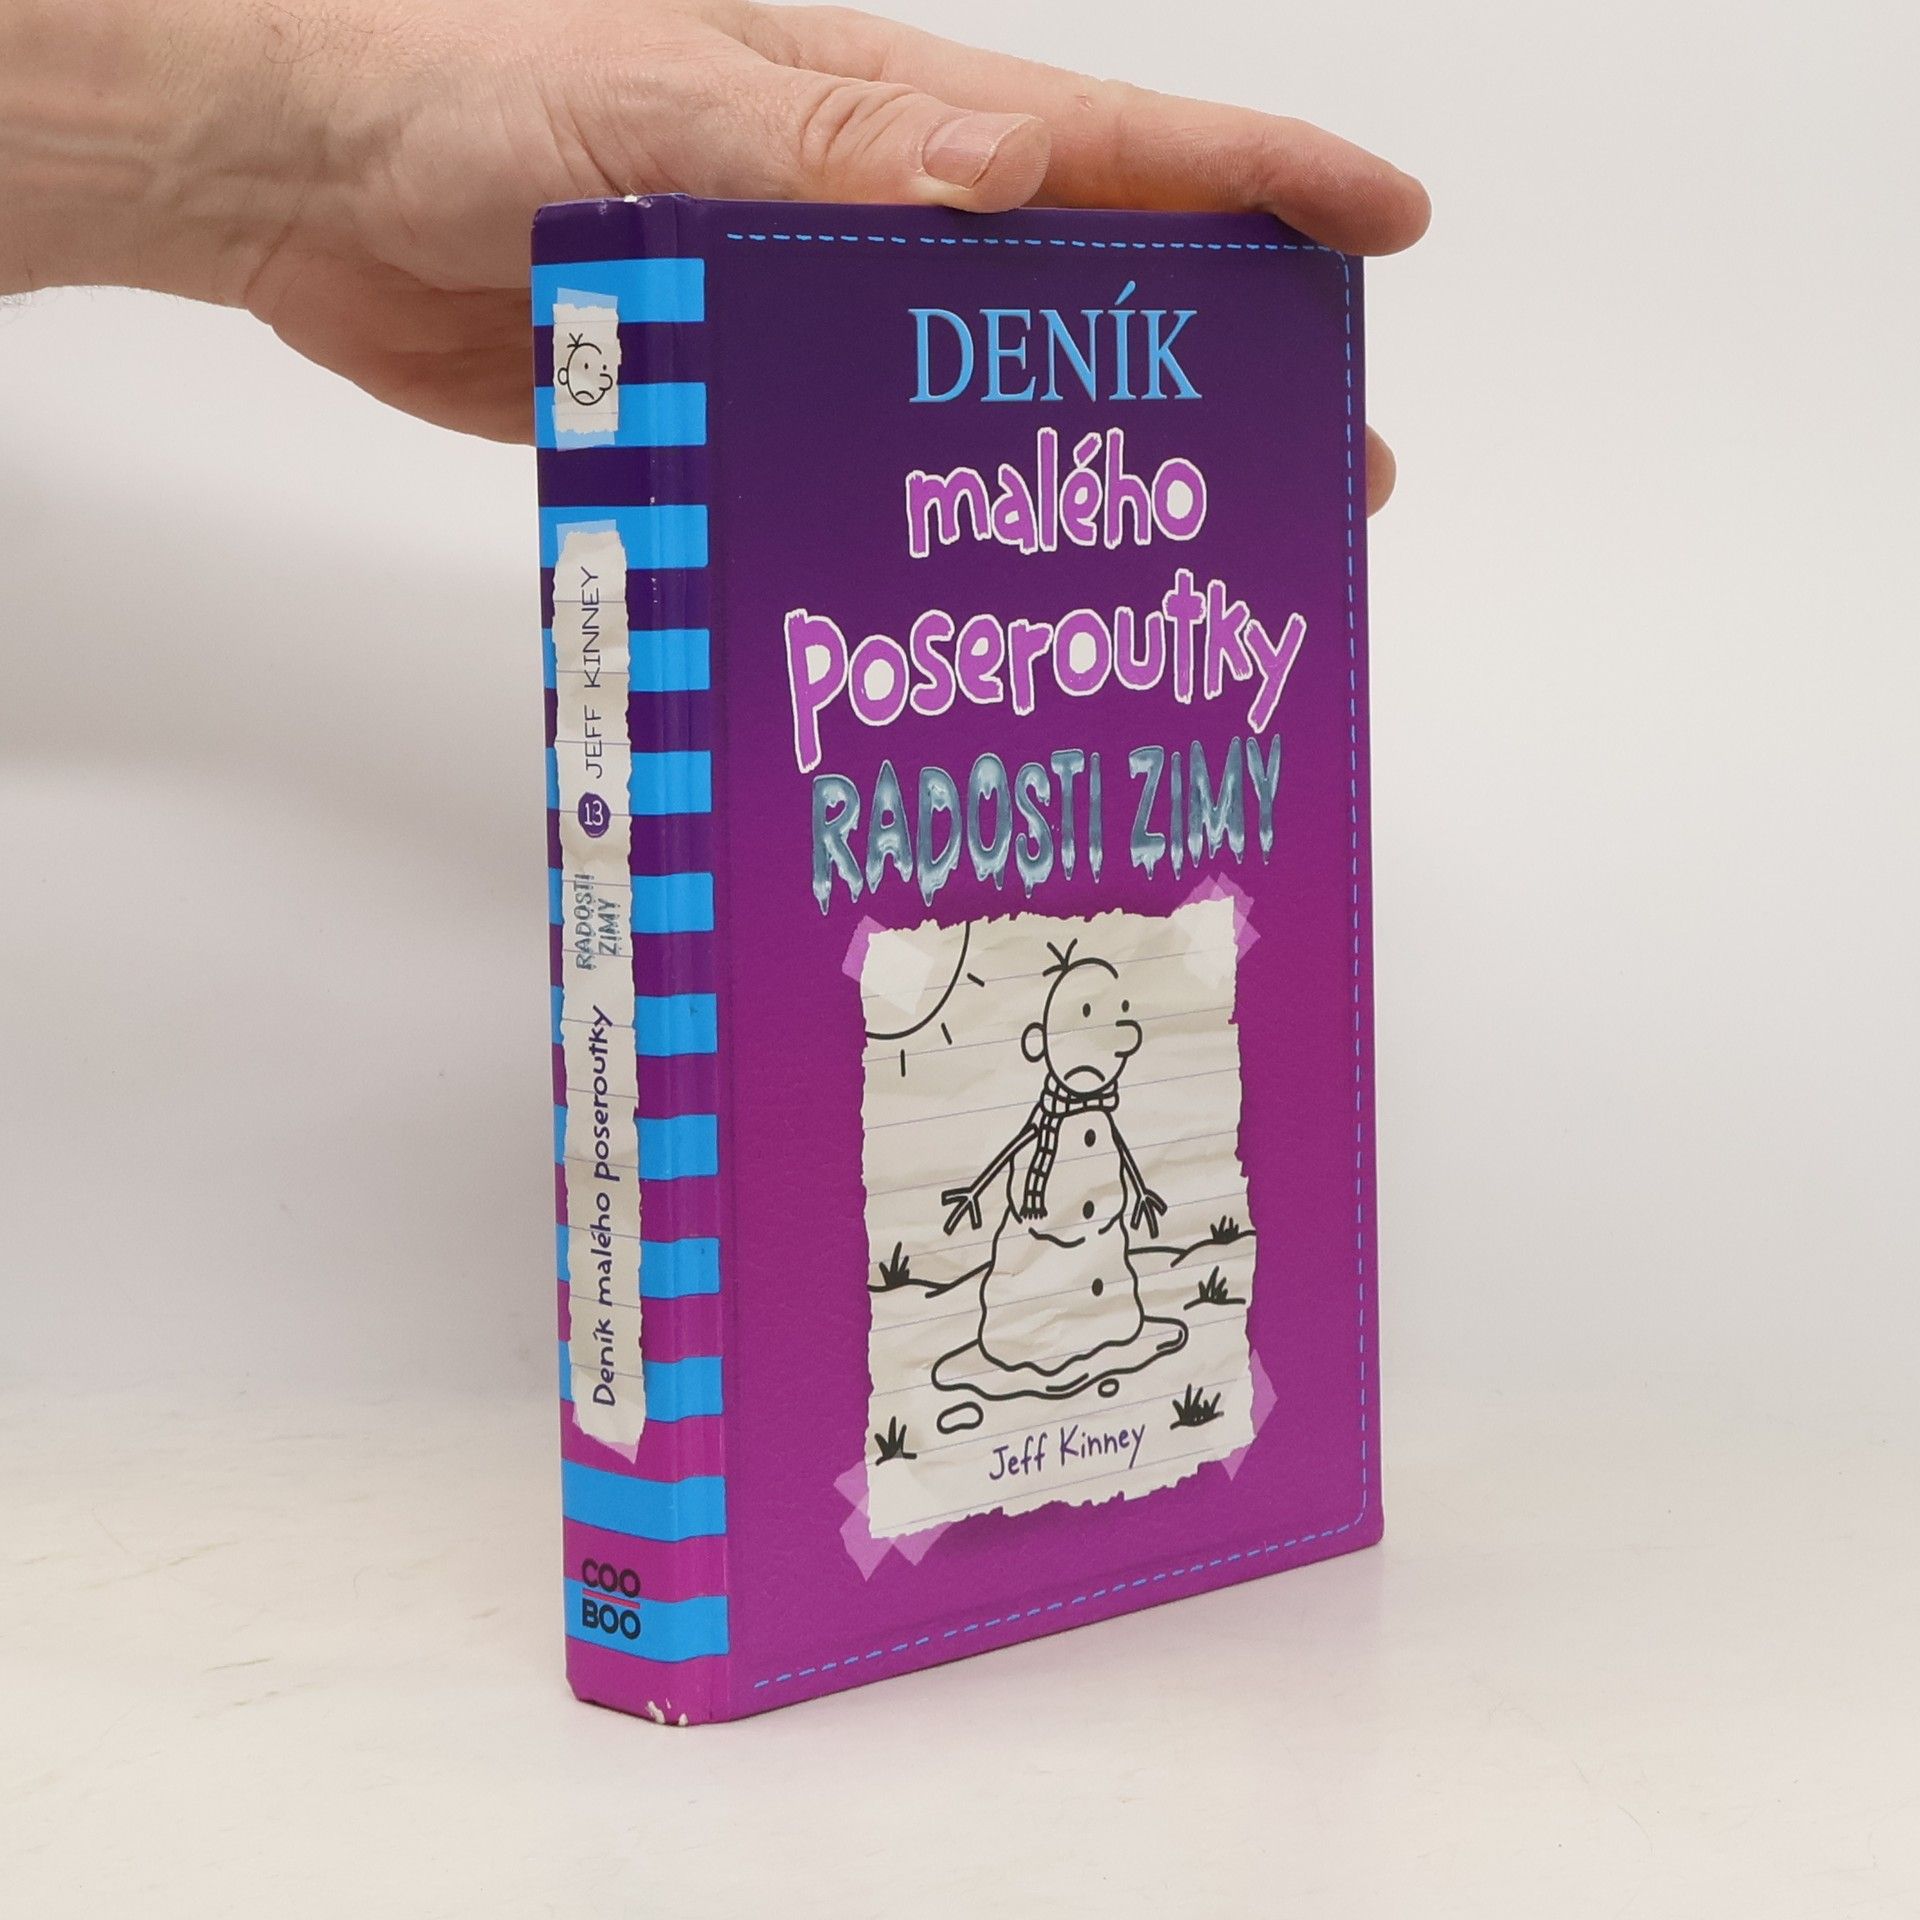 DENÍK
malého
poseroutky
RADOSTI ZIMY
Jeff Kinney
Deník malého poseroutky
RADOSTI
ZIMY
13
JEFF KINNEY
COO
BOO